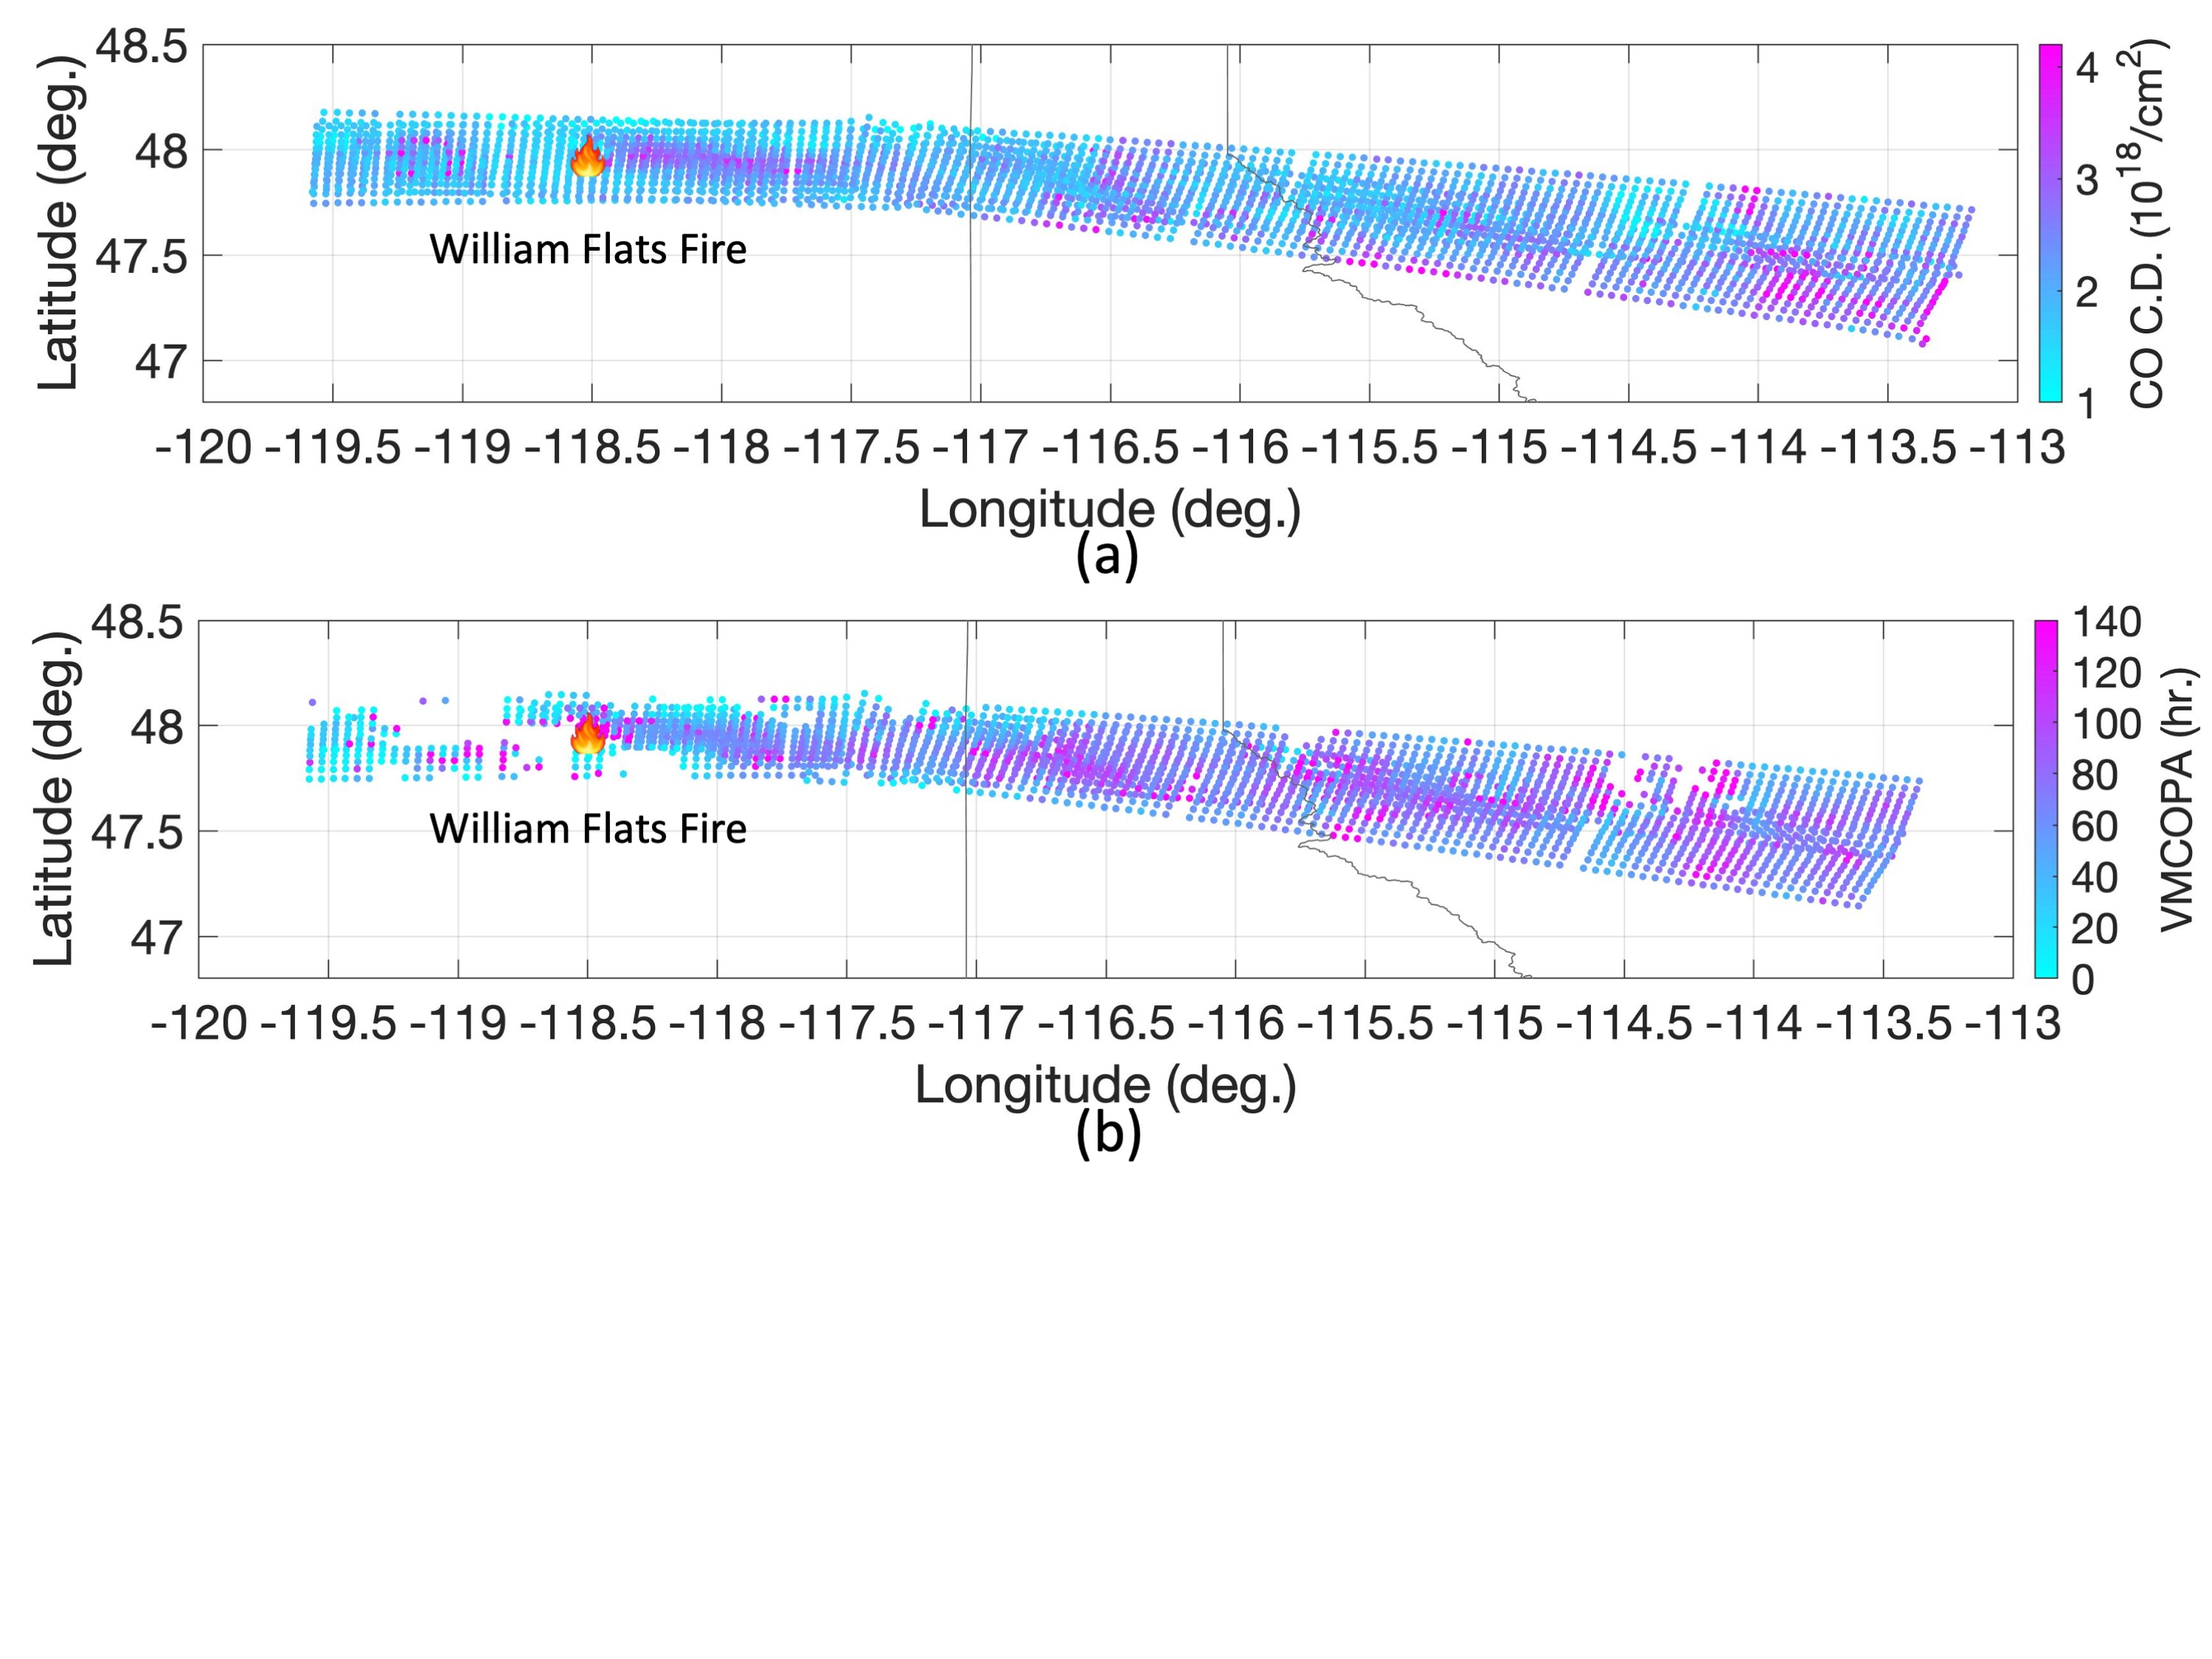 48.5
48
47.5
47
Latitude (deg.)
William Flats Fire
-120 -119.5 -119 -118.5 -118 -117.5 -117 -116.5 -116 -115.5 -115 -114.5 -114 -113.5 -113
Longitude (deg.)
4
3
2
1
CO C.D. (10^18/cm^2)
(a)
48.5
48
47.5
47
Latitude (deg.)
William Flats Fire
-120 -119.5 -119 -118.5 -118 -117.5 -117 -116.5 -116 -115.5 -115 -114.5 -114 -113.5 -113
Longitude (deg.)
140
120
100
80
60
40
20
0
VMCOPA (hr.)
(b)